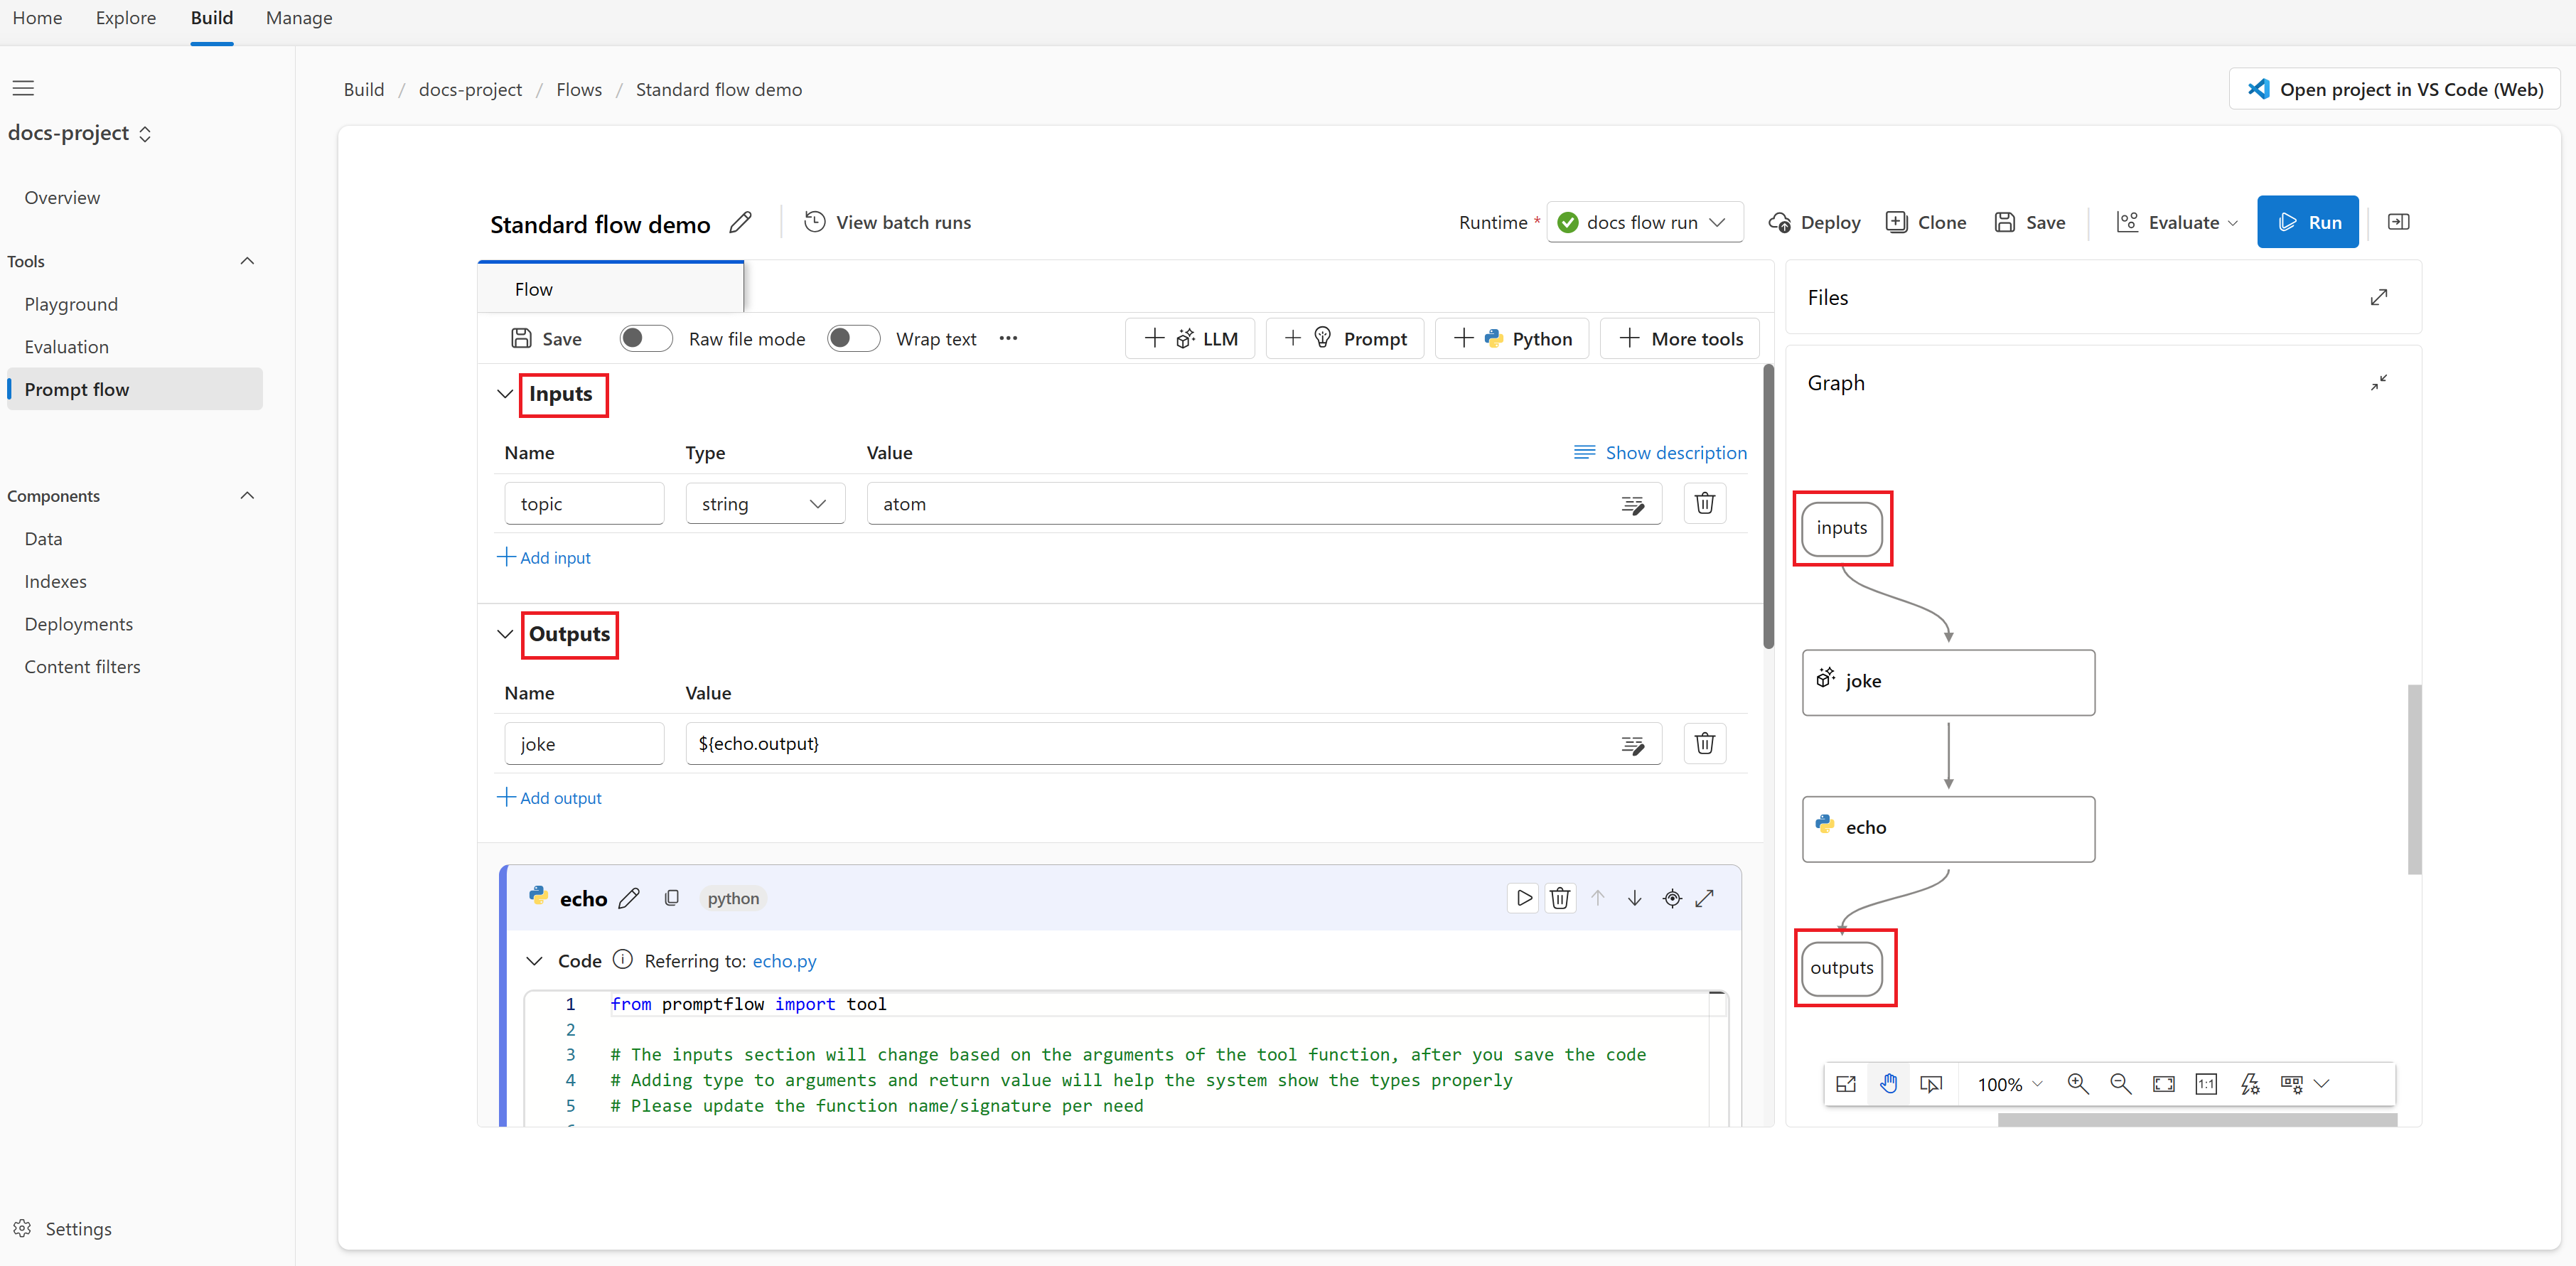 Home Explore Build Manage
docs-project
Overview
Tools
Playground
Evaluation
Prompt flow
Components
Data
Indexes
Deployments
Content filters
Settings
Build / docs-project / Flows / Standard flow demo
Open project in VS Code (Web)
Standard flow demo View batch runs Runtime * docs flow run Deploy Clone Save Evaluate Run
Flow
Save Raw file mode Wrap text ··· + LLM + Prompt + Python + More tools
Inputs
Name Type Value Show description
topic string atom
+ Add input
Outputs
Name Value
joke ${echo.output}
+ Add output
echo python
Code Referring to: echo.py
1 from promptflow import tool
2
3 # The inputs section will change based on the arguments of the tool function, after you save the code
4 # Adding type to arguments and return value will help the system show the types properly
5 # Please update the function name/signature per need
Files
Graph
inputs
joke
echo
outputs
100% 1:1